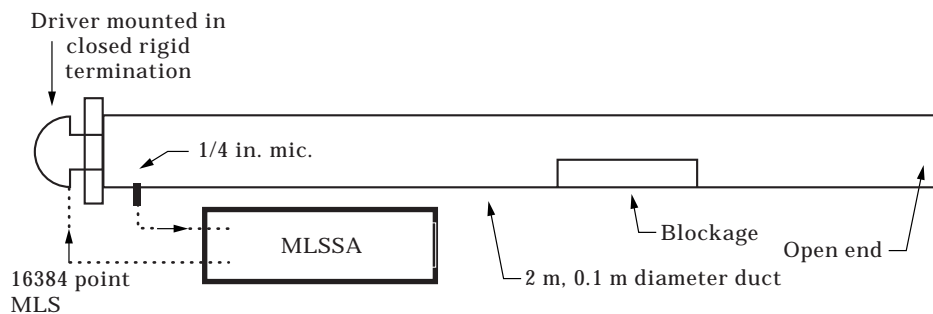 Driver mounted in
closed rigid
termination
1/4 in. mic.
MLSSA
Blockage
Open end
16384 point
MLS
2 m, 0.1 m diameter duct